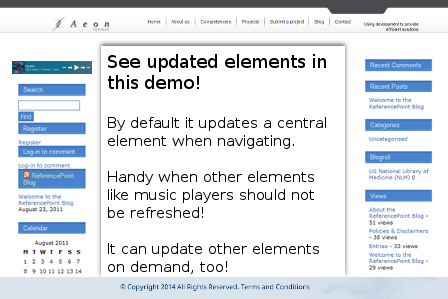 Aeon
Home
About us
Competencies
Projects
Submit a project
Blog
Contact
Using development to provide
efficient solutions
Search
Find
Register
Register
Log-in to comment
Log-in to comment
ReferencePoint
Blog
Welcome to the
ReferencePoint Blog
August 23, 2011
Calendar
August 2011
M T W T F S S
1 2 3 4 5 6 7
8 9 10 11 12 13 14
See updated elements in
this demo!
By default it updates a central
element when navigating.
Handy when other elements
like music players should not
be refreshed!
It can update other elements
on demand, too!
Recent Comments
Recent Posts
Welcome to the
ReferencePoint Blog
Categories
Uncategorized
Blogroll
US National Library of
Medicine (NLM) 0
Views
About the
ReferencePoint Blog -
51 views
Policies & Disclaimers
- 38 views
Entries - 33 views
Welcome to the
ReferencePoint Blog -
29 views
© Copyright 2014 All Rights Reserved. Terms and Conditions